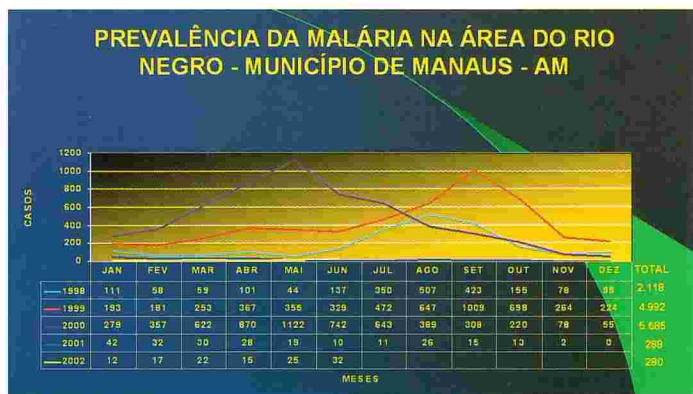 PREVALÊNCIA DA MALÁRIA NA ÁREA DO RIO
NEGRO - MUNICÍPIO DE MANAUS - AM
1200
1000
800
600
400
200
0
CASOS
JAN FEV MAR ABR MAI JUN JUL AGO SET OUT NOV DEZ TOTAL
1998 111 58 59 101 44 137 350 507 423 155 78 95 2.118
1999 193 181 253 367 355 329 472 647 1009 698 264 224 4.992
2000 279 357 622 870 1122 742 643 389 308 220 78 55 5.685
2001 42 32 30 28 19 10 11 26 15 13 2 0 289
2002 12 17 22 15 25 32 280
MESES